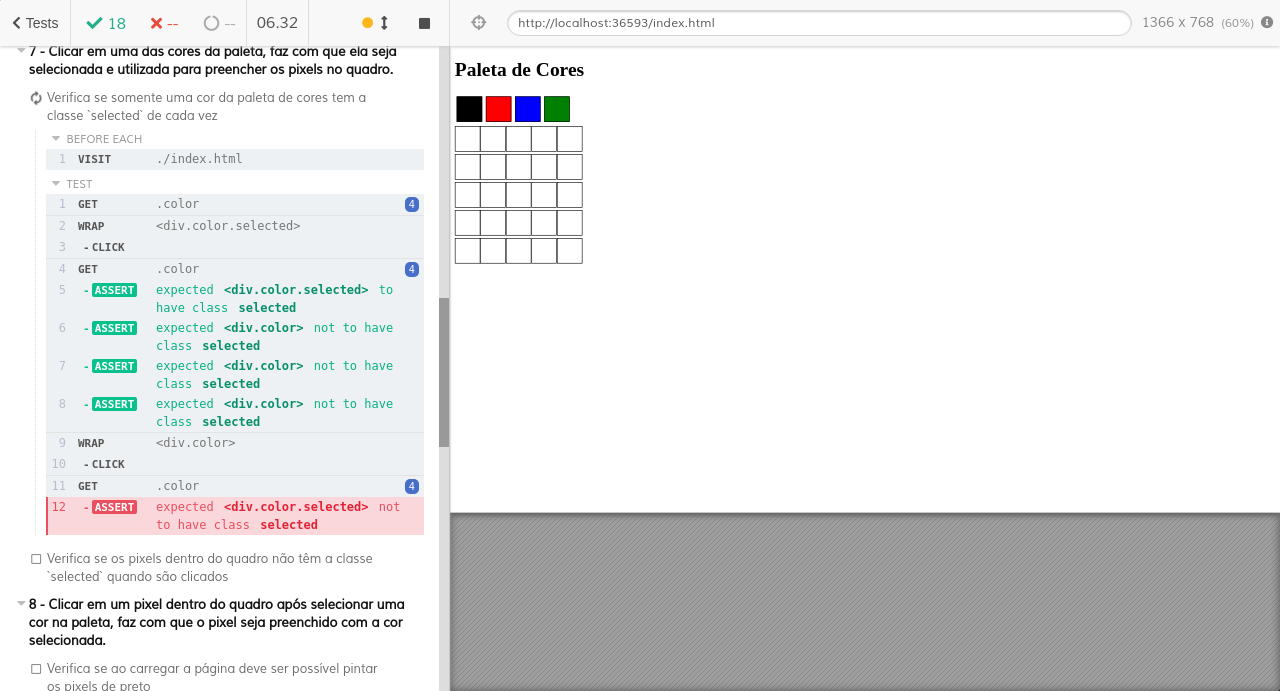 Tests
18
--
--
06.32
http://localhost:36593/index.html
1366 x 768 (60%)
7 - Clicar em uma das cores da paleta, faz com que ela seja
selecionada e utilizada para preencher os pixels no quadro.
Verifica se somente uma cor da paleta de cores tem a
classe `selected` de cada vez
BEFORE EACH
1 VISIT ./index.html
TEST
1 GET .color 4
2 WRAP <div.color.selected>
3 - CLICK
4 GET .color 4
5 - ASSERT expected <div.color.selected> to
have class selected
6 - ASSERT expected <div.color> not to have
class selected
7 - ASSERT expected <div.color> not to have
class selected
8 - ASSERT expected <div.color> not to have
class selected
9 WRAP <div.color>
10 - CLICK
11 GET .color 4
12 - ASSERT expected <div.color.selected> not
to have class selected
Verifica se os pixels dentro do quadro não têm a classe
`selected` quando são clicados
8 - Clicar em um pixel dentro do quadro após selecionar uma
cor na paleta, faz com que o pixel seja preenchido com a cor
selecionada.
Verifica se ao carregar a página deve ser possível pintar
os pixels de preto
Paleta de Cores